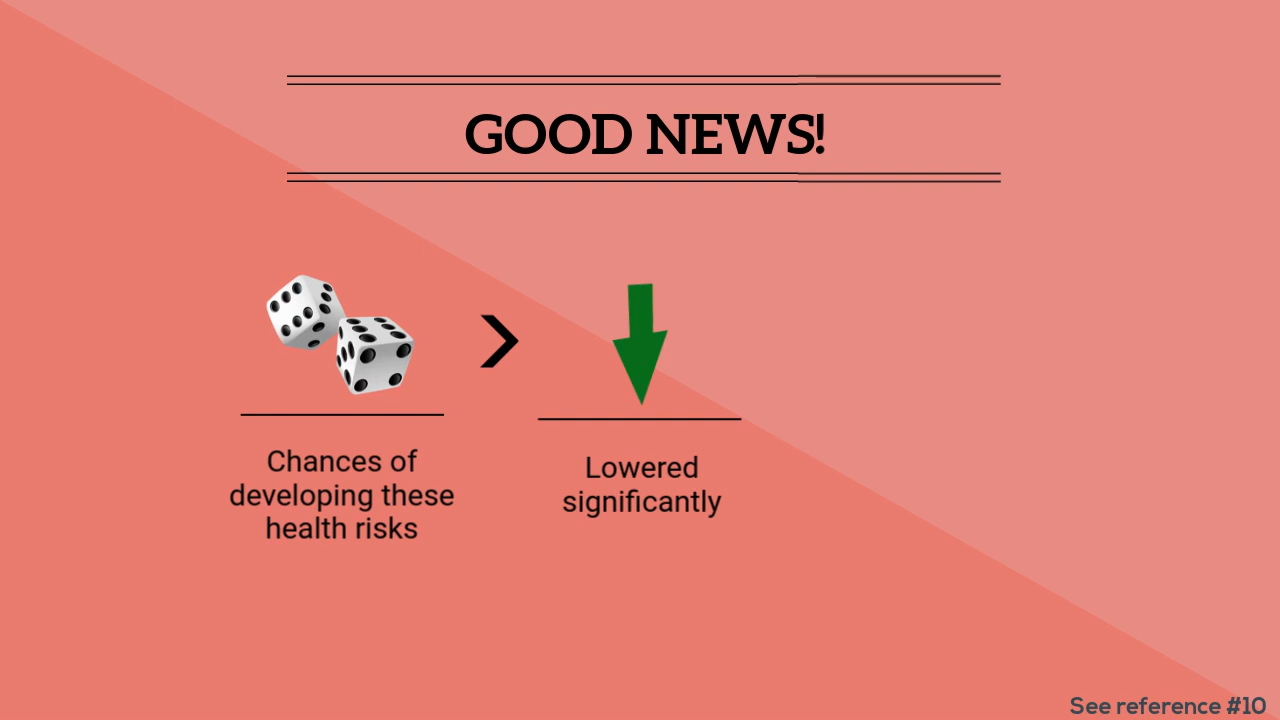 GOOD NEWS!
Chances of
developing these
health risks
Lowered
significantly
See reference #10